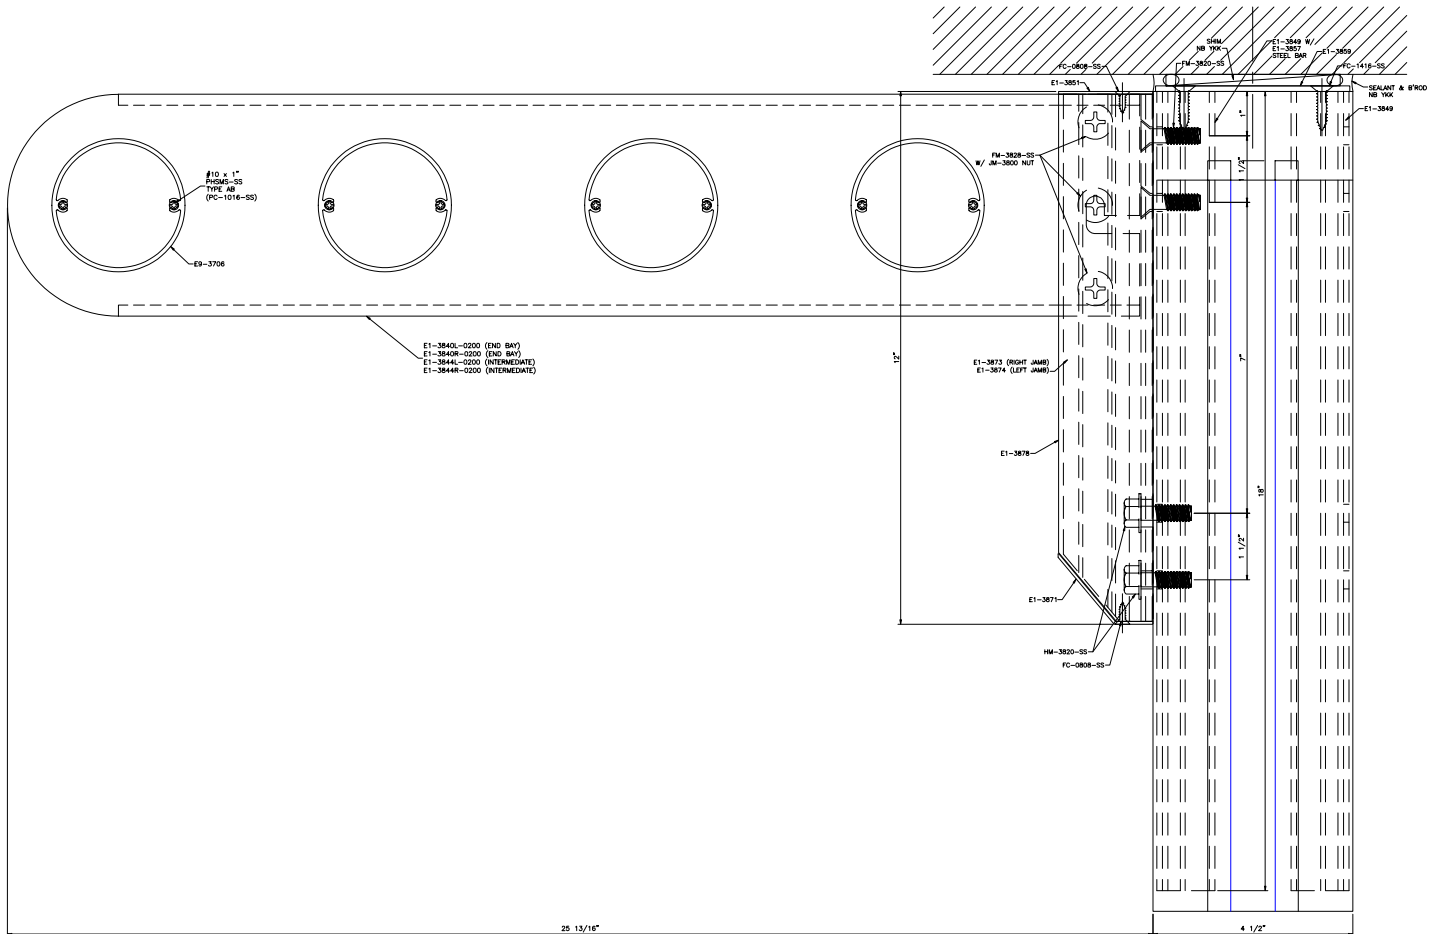 SHIM
NB YKK
E1-3849 W/
E1-3857
STEEL BAR
E1-3859
FM-3820-SS
FC-1416-SS
FC-0808-SS
E1-3851
SEALANT & B'ROD
NB YKK
E1-3849
1"
1 1/2"
FM-3828-SS
W/ JM-3800 NUT
#10 x 1"
PHSMS-SS
TYPE AB
(PC-1016-SS)
E9-3706
E1-3840L-0200 (END BAY)
E1-3840R-0200 (END BAY)
E1-3844L-0200 (INTERMEDIATE)
E1-3844R-0200 (INTERMEDIATE)
12"
E1-3873 (RIGHT JAMB)
E1-3874 (LEFT JAMB)
7"
E1-3878
18"
1 1/2"
E1-3871
HM-3820-SS
FC-0808-SS
25 13/16"
4 1/2"